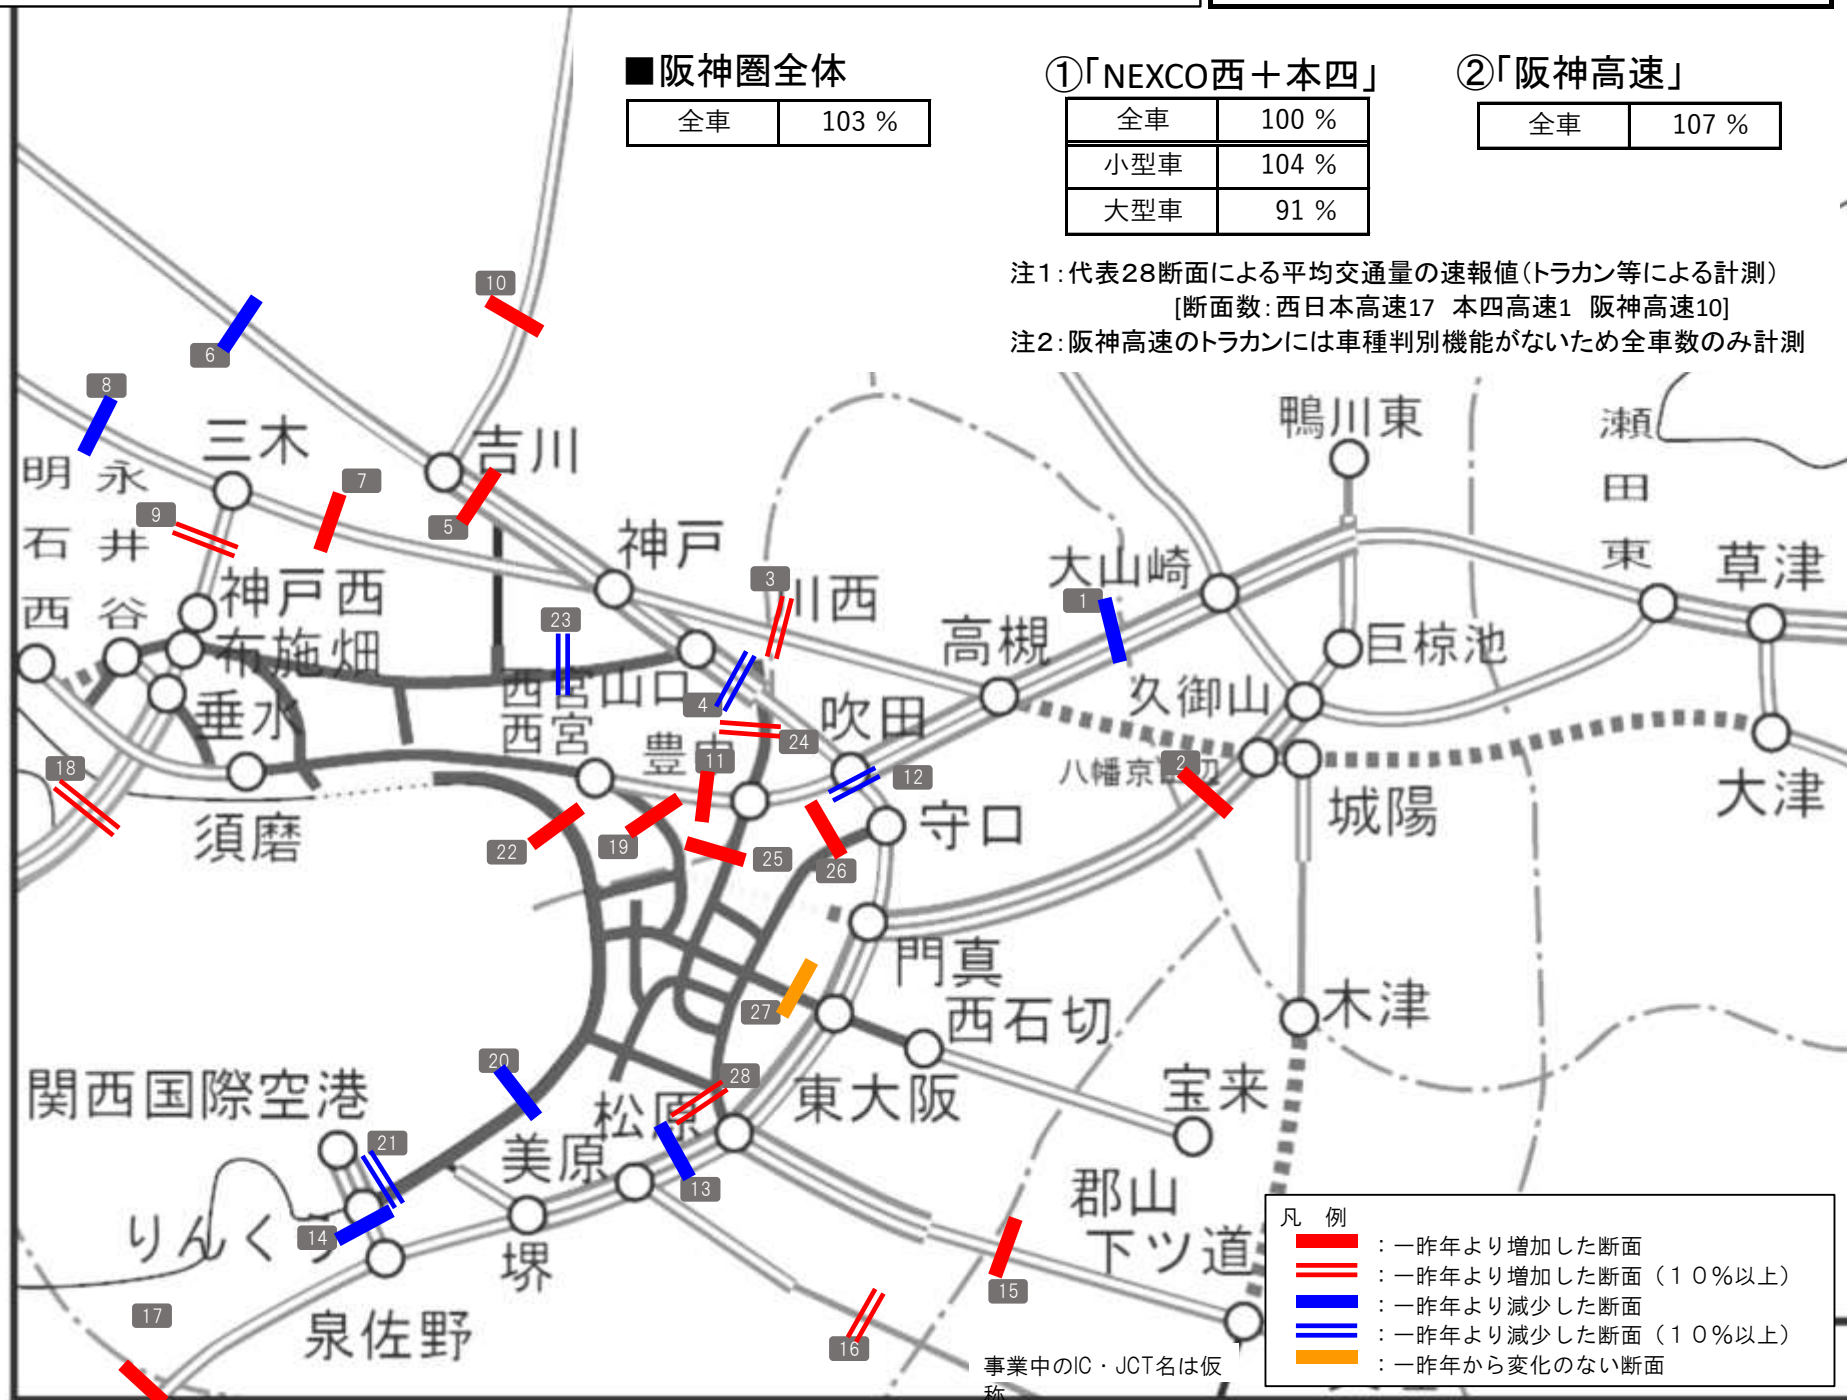 ■阪神圏全体
全車 103 %
①「NEXCO西＋本四」
全車 100 %
小型車 104 %
大型車 91 %
②「阪神高速」
全車 107 %
注1：代表28断面による平均交通量の速報値（トラカン等による計測）
[断面数：西日本高速17 本四高速1 阪神高速10]
注2：阪神高速のトラカンには車種判別機能がないため全車数のみ計測
10
6
8
三木
吉川
鴨川東
瀬田東
明石西
永井谷
7
9
5
神戸
大山崎
草津
神戸西
3
川西
1
23
布施畑
高槻
巨椋池
西宮山口
4
久御山
垂水
西宮
吹田
24
豊中
11
12
八幡京田辺
2
18
大津
須磨
城陽
守口
22
19
25
26
門真
27
西石切
木津
20
28
関西国際空港
松原
東大阪
宝来
21
美原
13
郡山下ツ道
りんくう
14
堺
15
17
泉佐野
16
事業中のIC・JCT名は仮
称
凡 例
：一昨年より増加した断面
：一昨年より増加した断面（１０％以上）
：一昨年より減少した断面
：一昨年より減少した断面（１０％以上）
：一昨年から変化のない断面